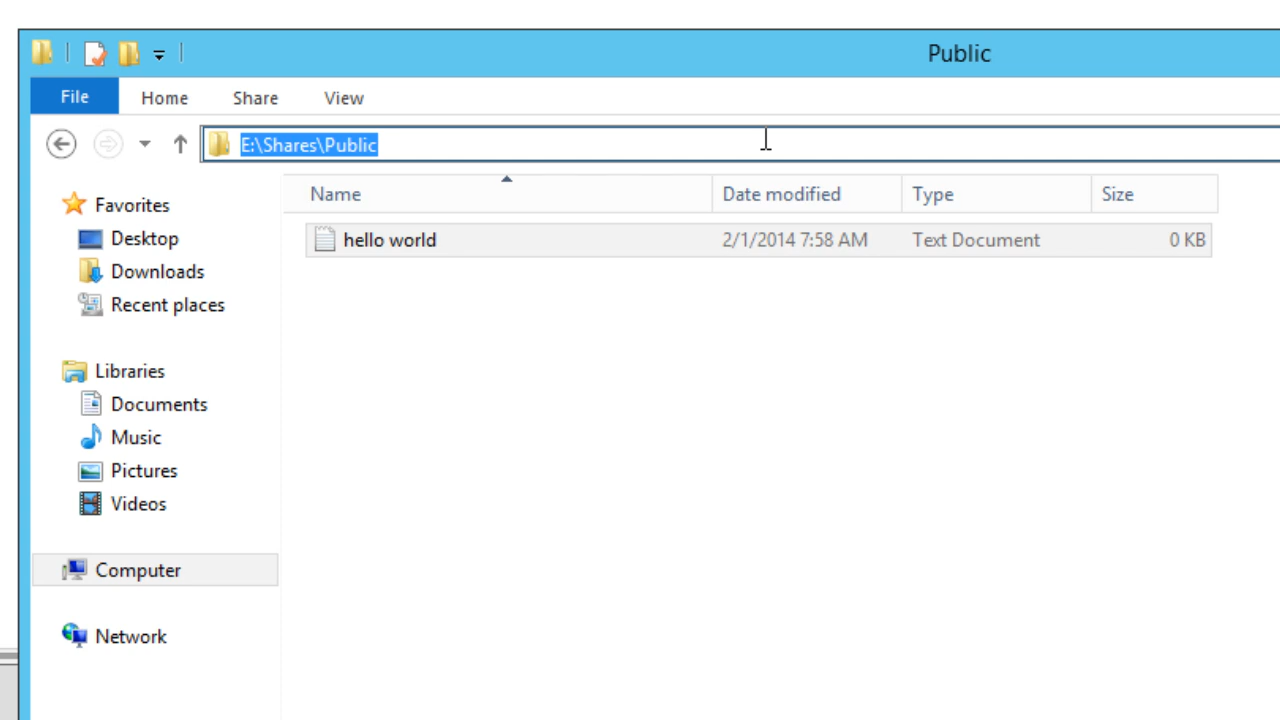 Public
File Home Share View
E:\Shares\Public
Name Date modified Type Size
hello world 2/1/2014 7:58 AM Text Document 0 KB
Favorites
Desktop
Downloads
Recent places
Libraries
Documents
Music
Pictures
Videos
Computer
Network